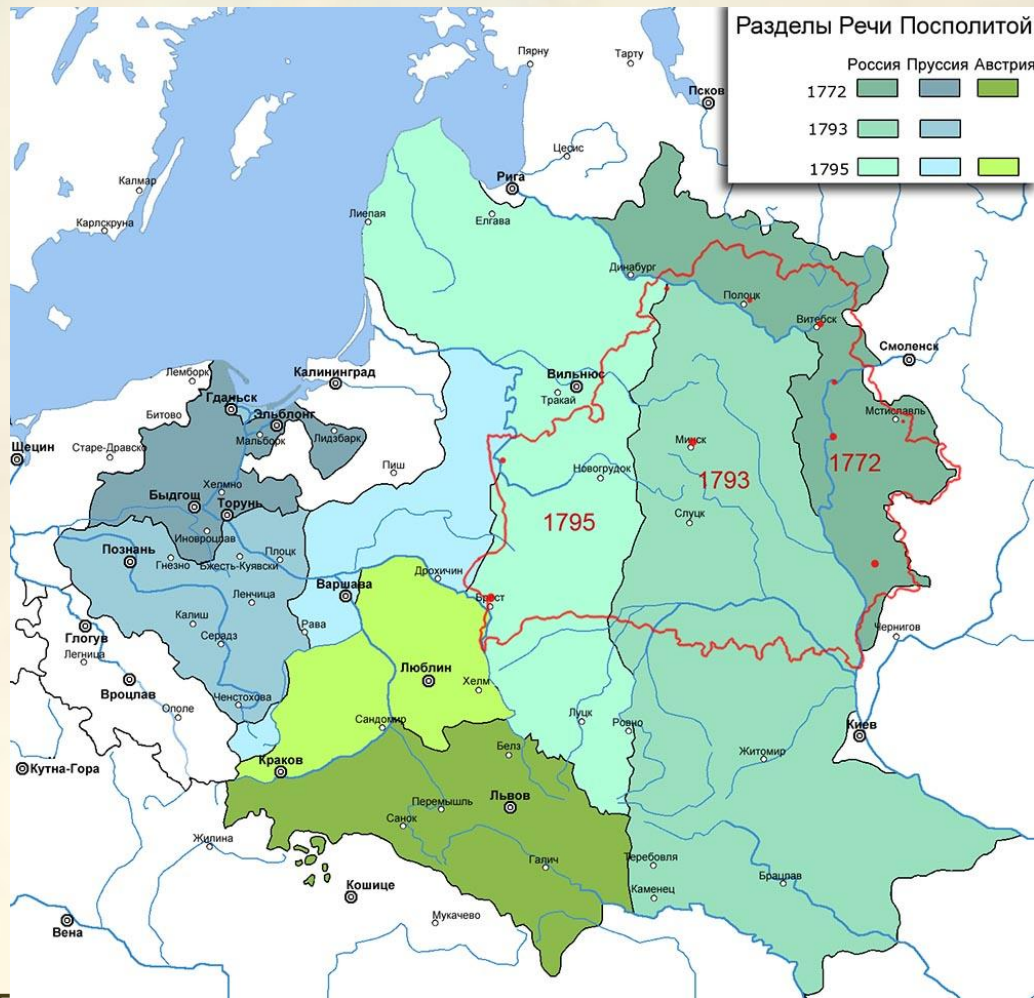 Разделы Речи Посполитой
Россия Пруссия Австрия
1772
1793
1795
Пярну
Тарту
Псков
Цесис
Рига
Калмар
Карлскруна
Лиепая
Елгава
Динабург
Полоцк
Витебск
Смоленск
Лемборк
Калининград
Вильнюс
Тракай
Гданьск
Битово
Эльблонг
Мальборк
Лидзбарк
Мстиславль
Щецин
Старе-Дравско
Пиш
Минск
1772
Новогрудок
1793
Хелмно
Быдгощ
Торунь
1795
Слуцк
Иновроцлав
Познань
Гнезно
Бжесть-Куявски
Плоцк
Дрохичин
Варшава
Брест
Ленчица
Калиш
Рава
Серадз
Глогув
Легница
Чернигов
Люблин
Хелм
Вроцлав
Ополе
Ченстохова
Сандомир
Луцк
Ровно
Киев
Белз
Житомир
Краков
Кутна-Гора
Перемышль
Львов
Санок
Жилина
Галич
Теребовля
Брацлав
Кошице
Каменец
Мукачево
Вена